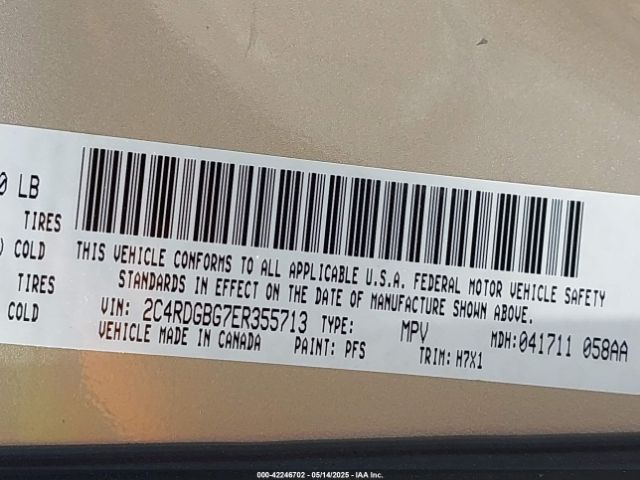 0 LB
TIRES
) COLD
TIRES
COLD
THIS VEHICLE CONFORMS TO ALL APPLICABLE U.S.A. FEDERAL MOTOR VEHICLE SAFETY
STANDARDS IN EFFECT ON THE DATE OF MANUFACTURE SHOWN ABOVE.
VIN: 2C4RDGBG7ER355713 TYPE: MPV MDH:041711 058AA
VEHICLE MADE IN CANADA PAINT: PFS TRIM: H7X1
000-42246702 - 05/14/2025 - IAA Inc.